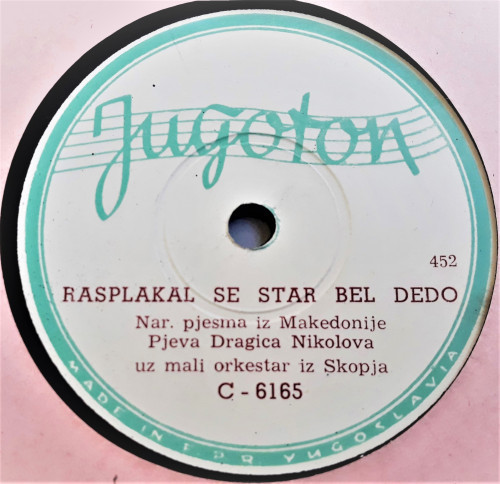 Jugoton
452
RASPLAKAL SE STAR BEL DEDO
Nar. pjesma iz Makedonije
Pjeva Dragica Nikolova
uz mali orkestar iz Skopja
C - 6165
MADE IN F P R YUGOSLAVIA